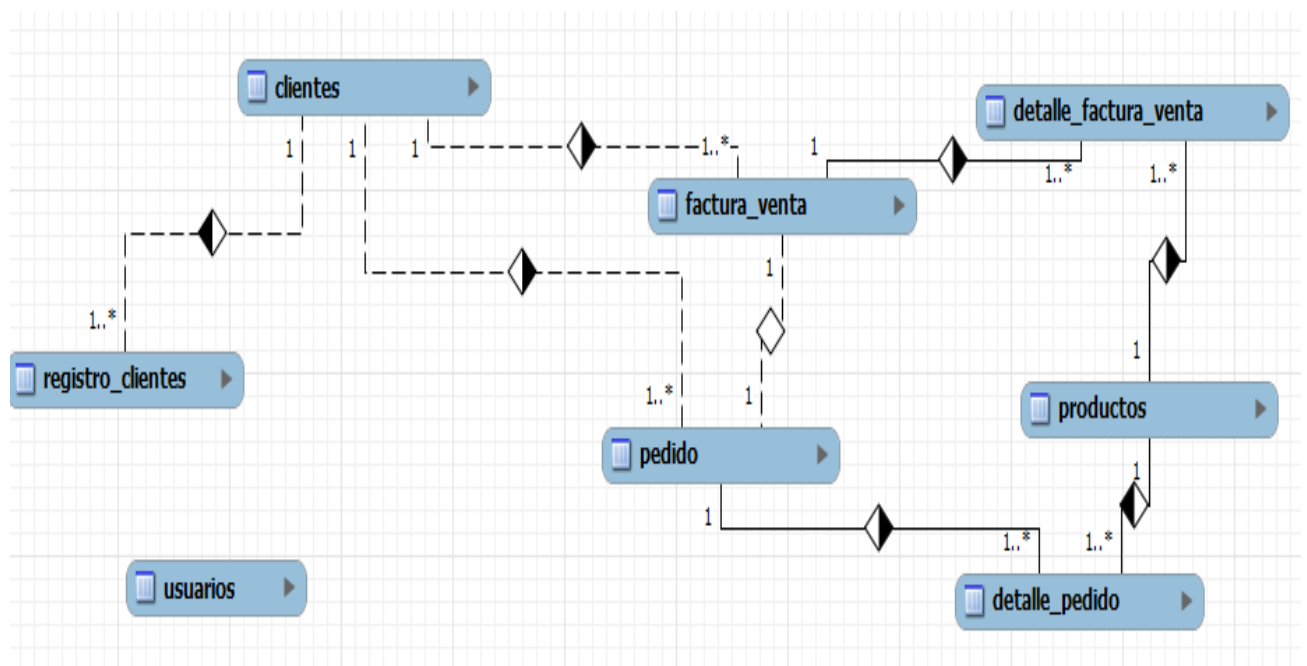 clientes
detalle_factura_venta
1
1
1
1..*
1
1..*
1..*
factura_venta
1
1..*
1
registro_clientes
1..*
1
productos
pedido
1
1
1..*
1..*
usuarios
detalle_pedido